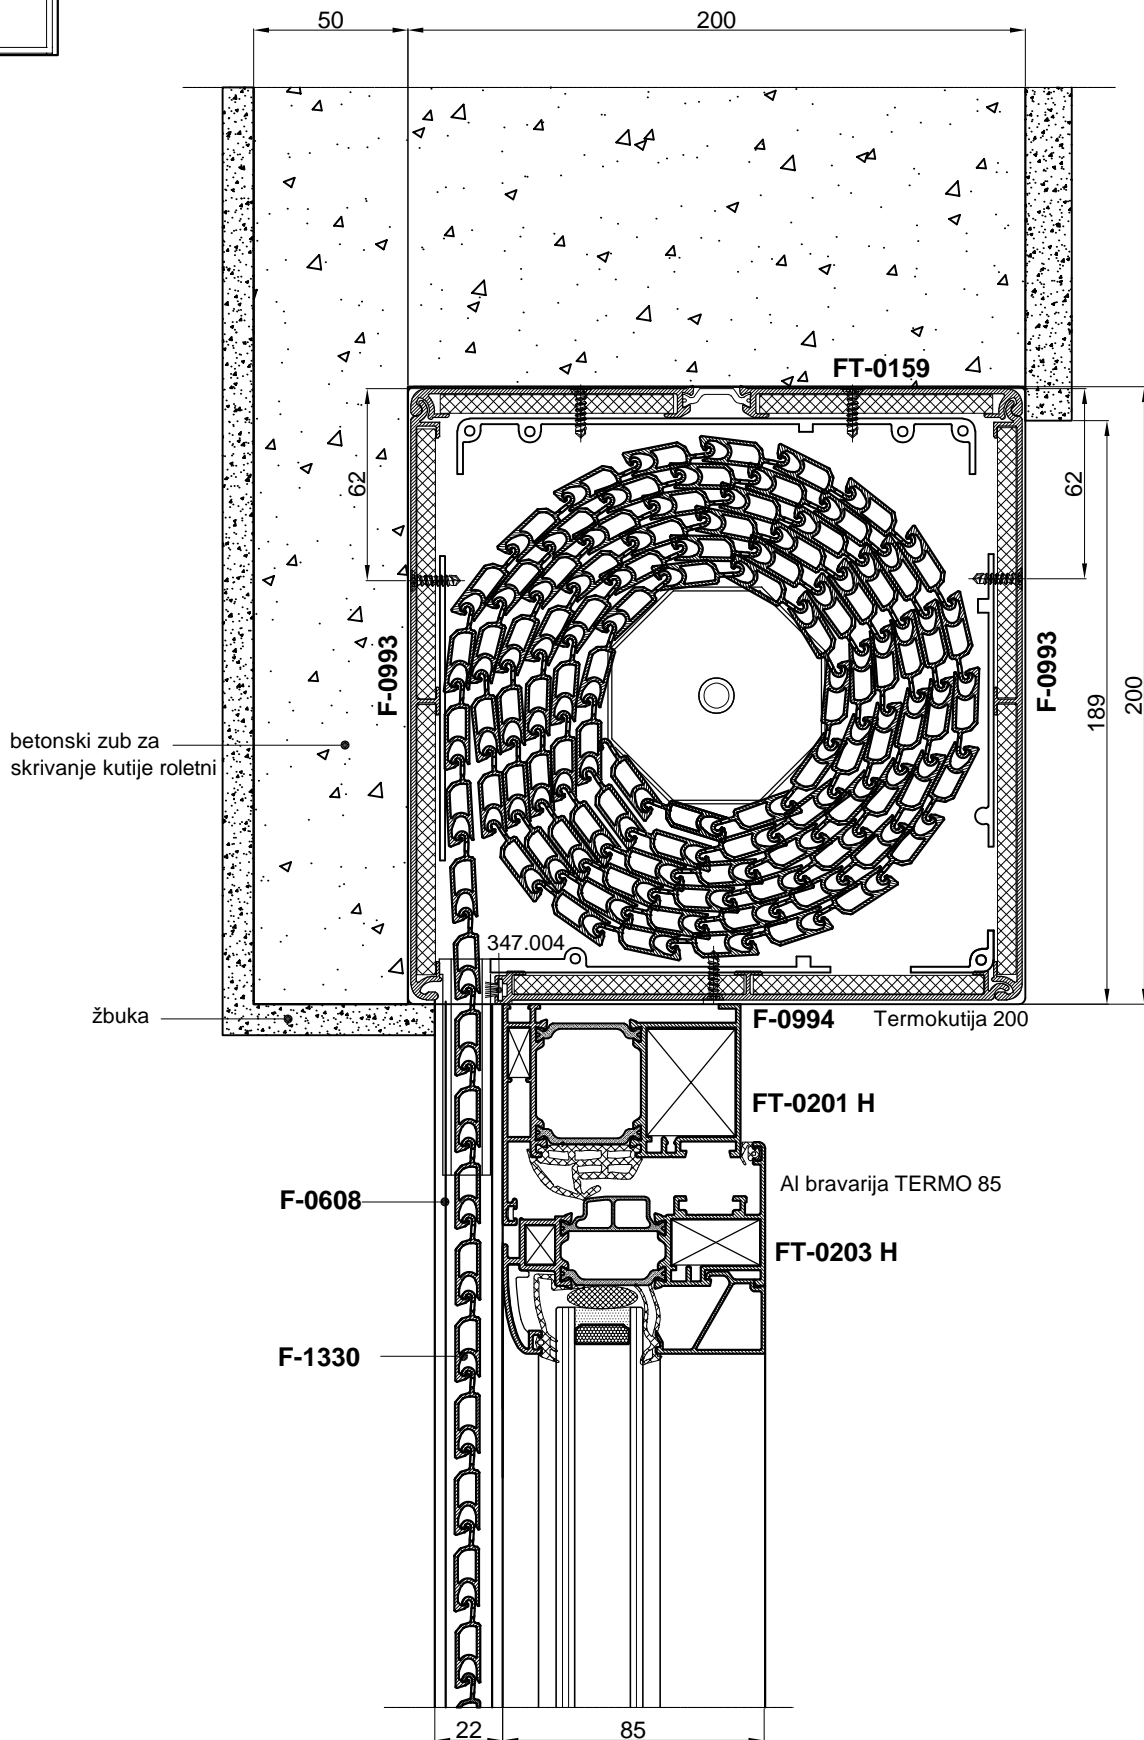 50
200
FT-0159
62
62
F-0993
F-0993
189
200
betonski zub za
skrivanje kutije roletni
347.004
žbuka
F-0994
Termokutija 200
FT-0201 H
Al bravarija TERMO 85
F-0608
FT-0203 H
F-1330
22
85